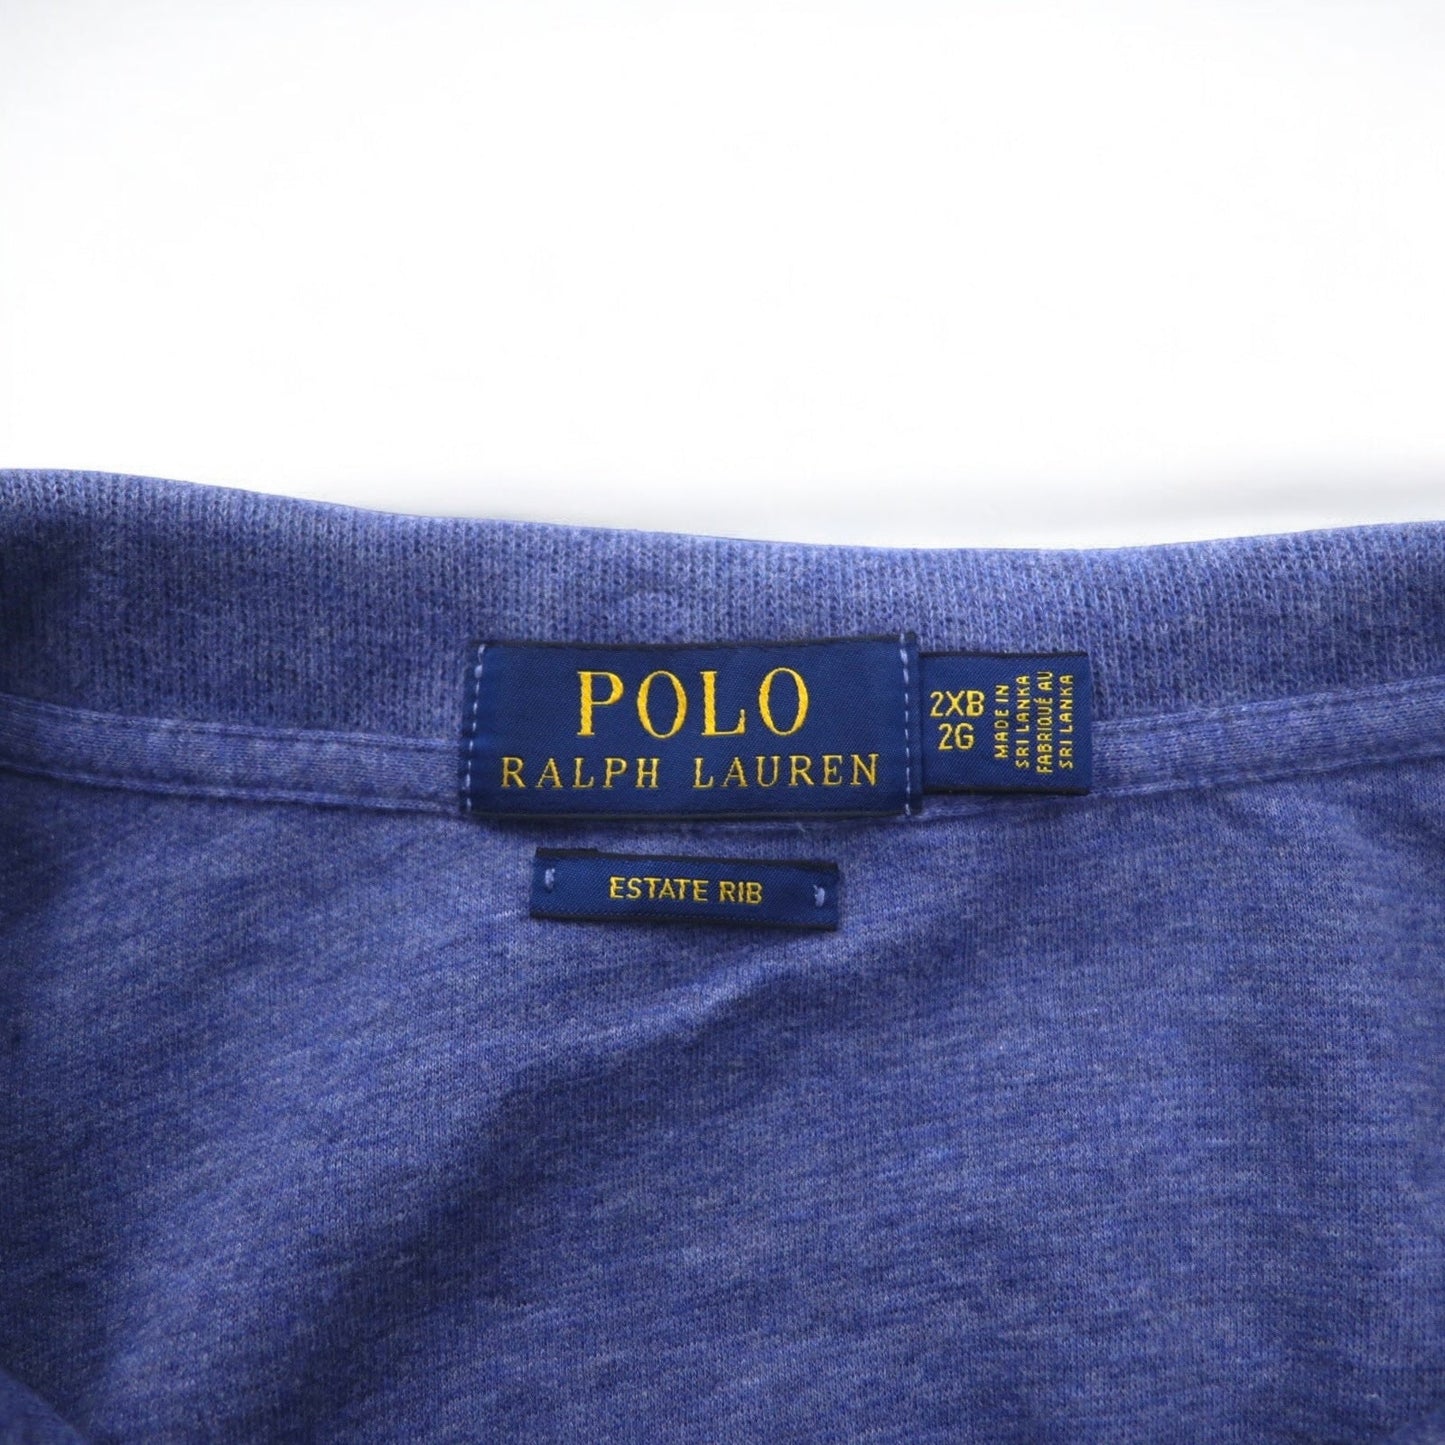 POLO
RALPH LAUREN
2XB
2G
MADE IN
SRI LANKA
FABRIQUÉ AU
SRI LANKA
ESTATE RIB